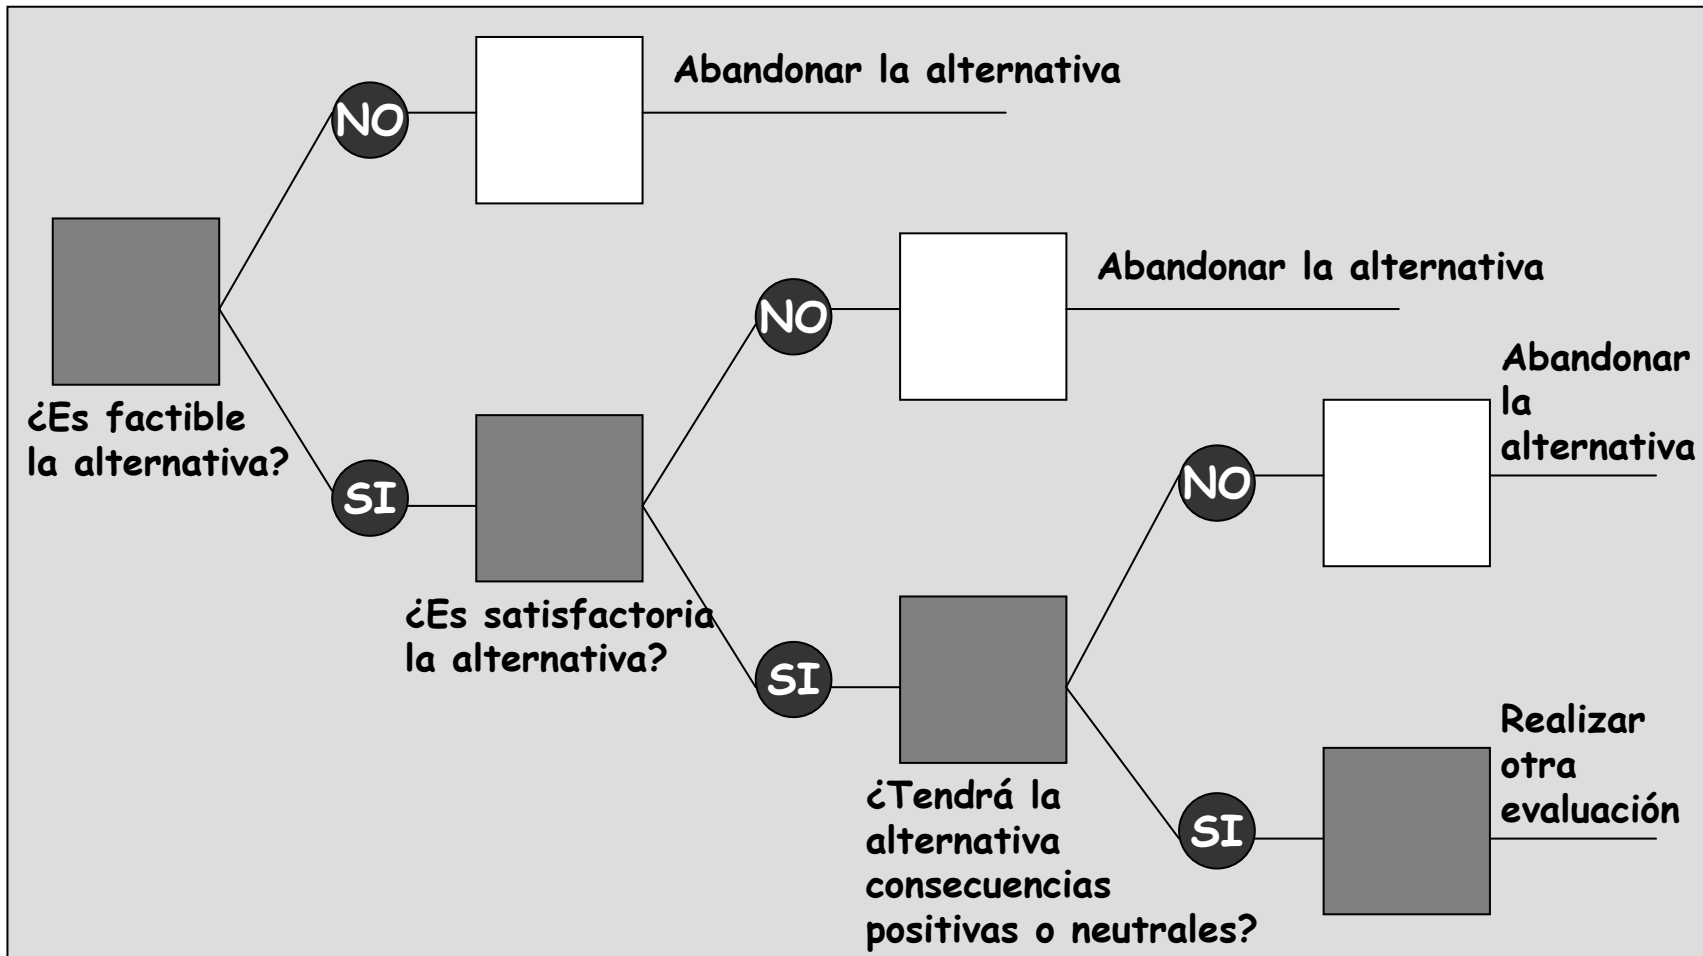 Abandonar la alternativa
NO
¿Es factible
la alternativa?
SI
Abandonar la alternativa
NO
¿Es satisfactoria
la alternativa?
SI
Abandonar
la
alternativa
NO
¿Tendrá la
alternativa
consecuencias
positivas o neutrales?
SI
Realizar
otra
evaluación